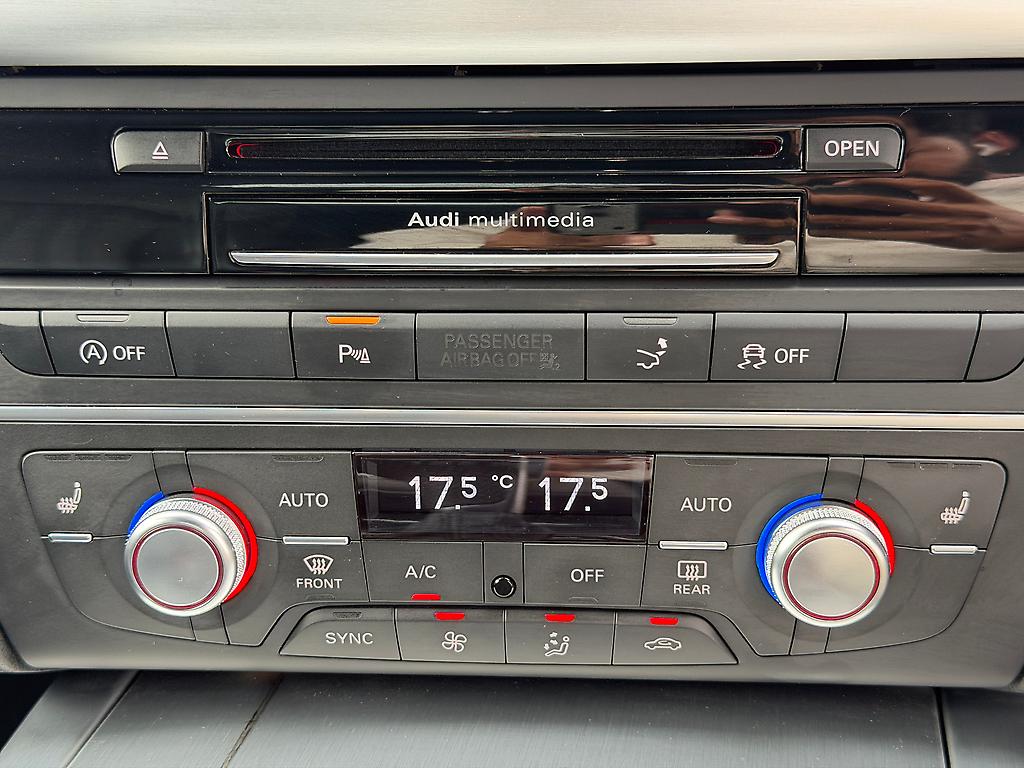 OPEN
Audi multimedia
A OFF
P
PASSENGER
AIRBAG OFF
OFF
AUTO
17.5 °C 17.5
AUTO
FRONT
A/C
OFF
REAR
SYNC